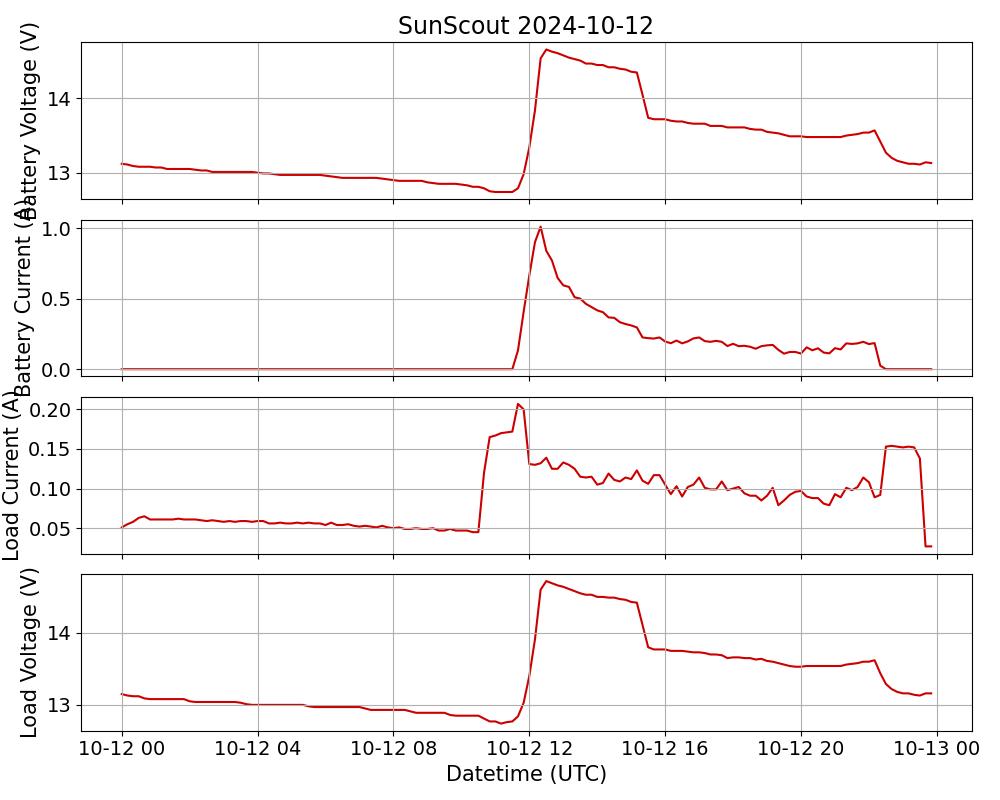 SunScout 2024-10-12
Battery Voltage (V)
14
13
Battery Current (A)
1.0
0.5
0.0
Load Current (A)
0.20
0.15
0.10
0.05
Load Voltage (V)
14
13
10-12 00 10-12 04 10-12 08 10-12 12 10-12 16 10-12 20 10-13 00
Datetime (UTC)